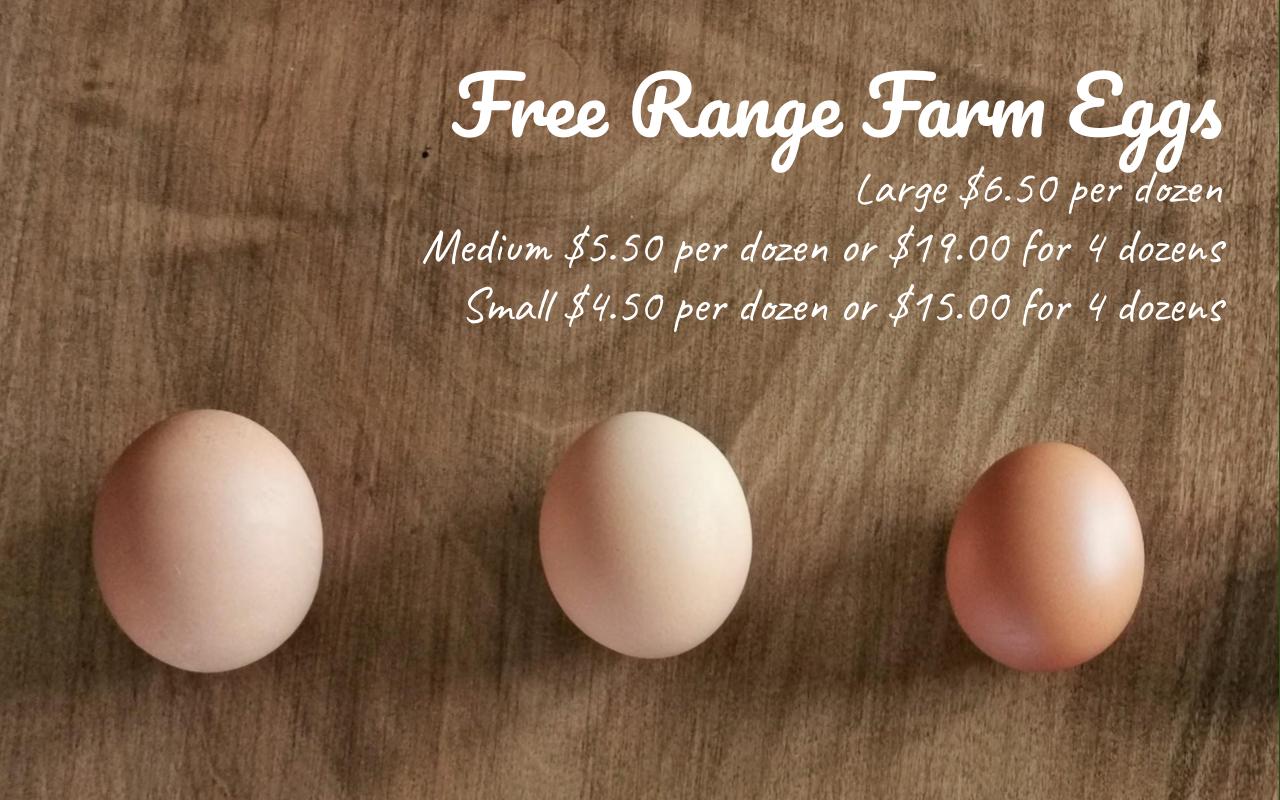 Free Range Farm Eggs
Large $6.50 per dozen
Medium $5.50 per dozen or $19.00 for 4 dozens
Small $4.50 per dozen or $15.00 for 4 dozens